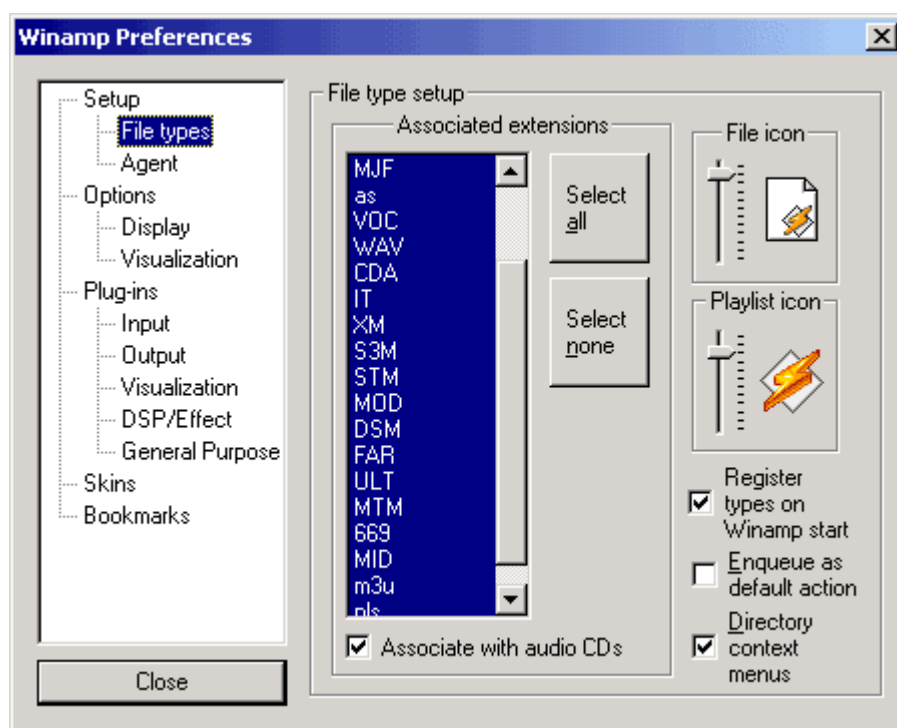 Winamp Preferences
Setup
File types
Agent
Options
Display
Visualization
Plug-ins
Input
Output
Visualization
DSP/Effect
General Purpose
Skins
Bookmarks
Close
File type setup
Associated extensions
MJF
as
VOC
WAV
CDA
IT
XM
S3M
STM
MOD
DSM
FAR
ULT
MTM
669
MID
m3u
pls
Select
all
Select
none
Associate with audio CDs
File icon
Playlist icon
Register
types on
Winamp start
Enqueue as
default action
Directory
context
menus